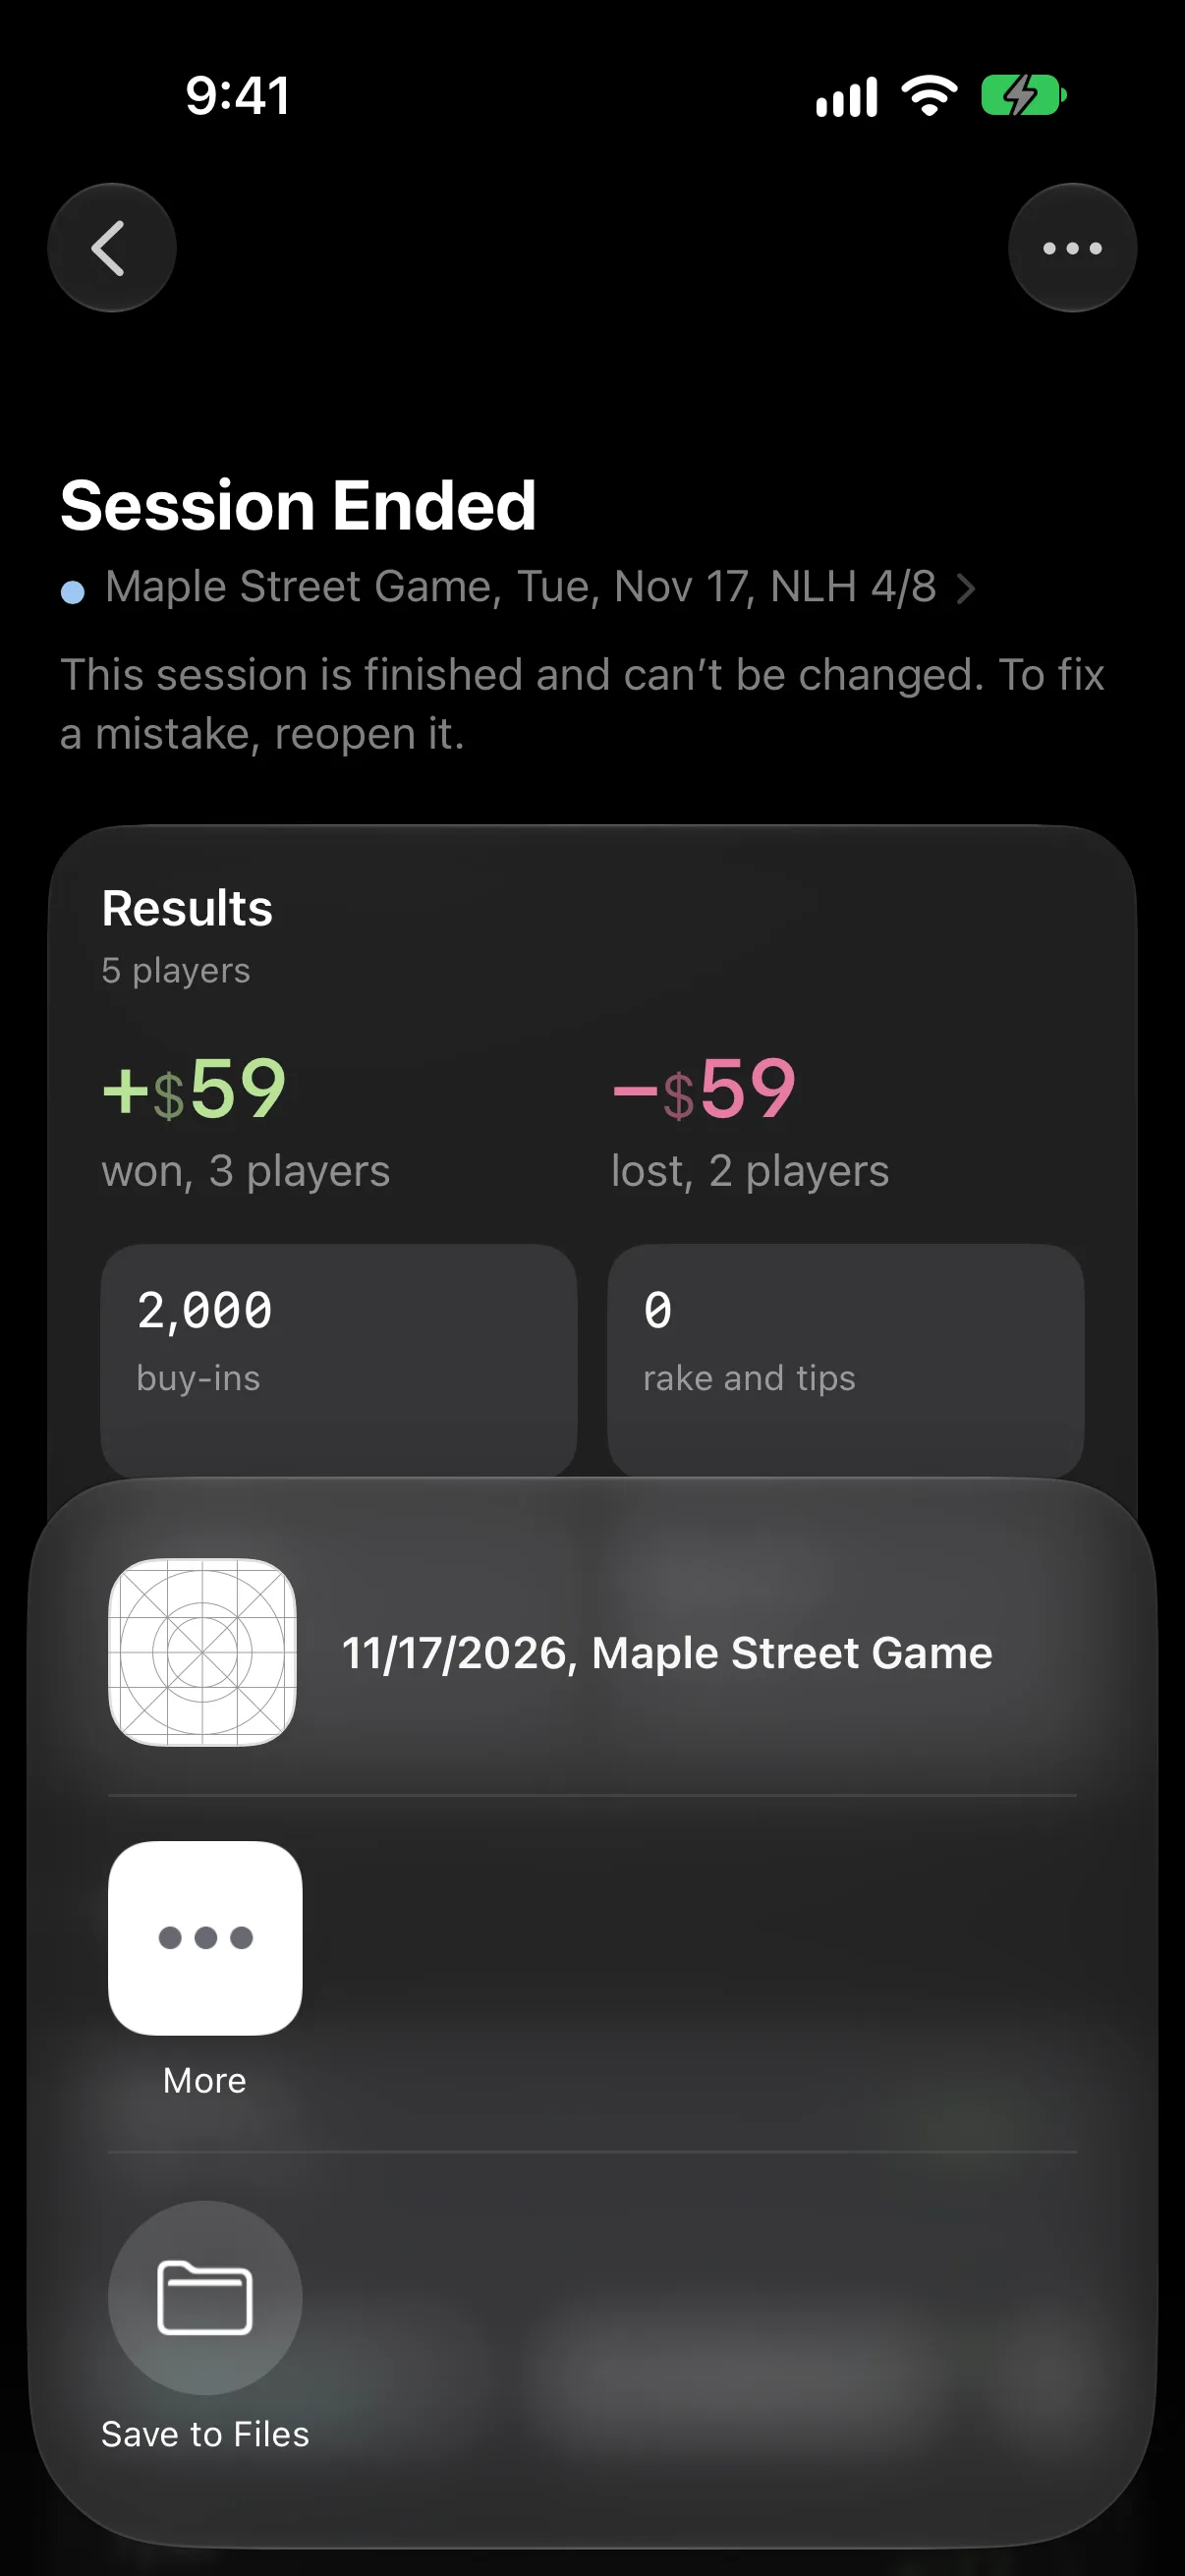 9:41
Session Ended
Maple Street Game, Tue, Nov 17, NLH 4/8
This session is finished and can’t be changed. To fix
a mistake, reopen it.
Results
5 players
+$59
−$59
won, 3 players
lost, 2 players
2,000
0
buy-ins
rake and tips
11/17/2026, Maple Street Game
More
Save to Files